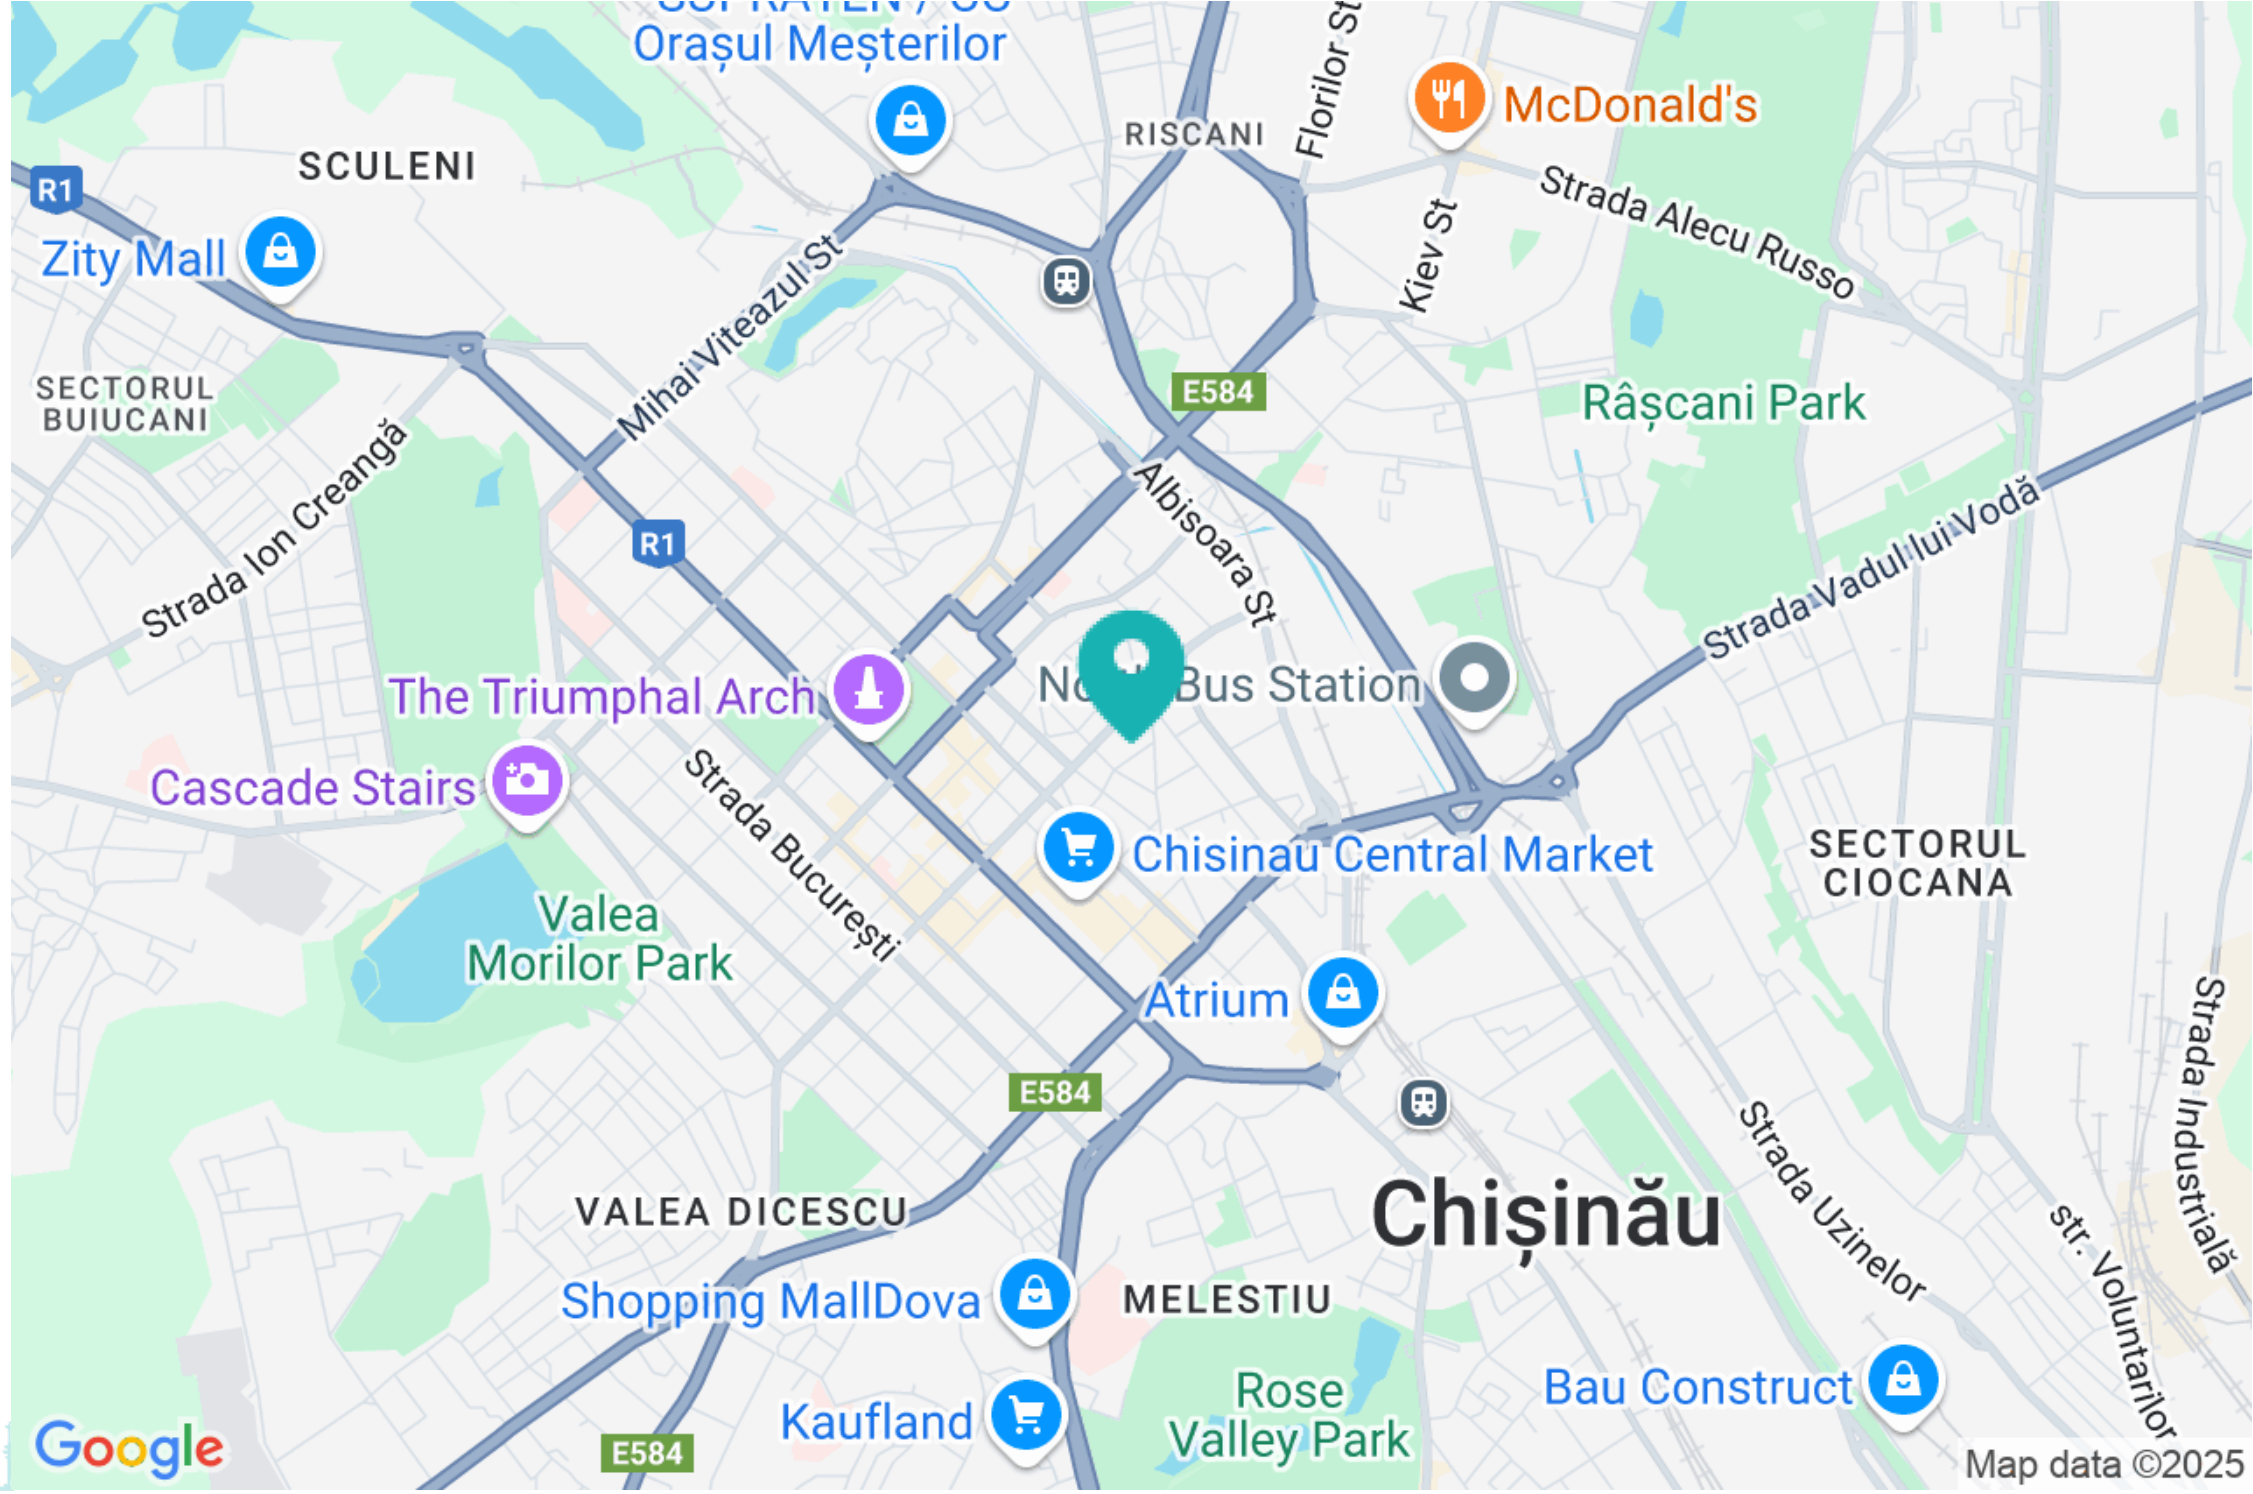 Orașul Meșterilor
Florilor St
McDonald's
RISCANI
SCULENI
R1
Strada Alecu Russo
Zity Mall
Kiev St
Mihai Viteazul St
SECTORUL
BUIUCANI
E584
Râșcani Park
Strada Ion Creangă
Albisoara St
R1
Strada Vadul lui Vodă
The Triumphal Arch
Bus Station
Cascade Stairs
Strada București
Chisinau Central Market
SECTORUL
CIOCANA
Valea
Morilor Park
Atrium
Strada Industrială
E584
Strada Uzinelor
VALEA DICESCU
Chișinău
str. Voluntarilor
Shopping MallDova
MELESTIU
Rose
Valley Park
Bau Construct
Kaufland
Google
E584
Map data ©2025